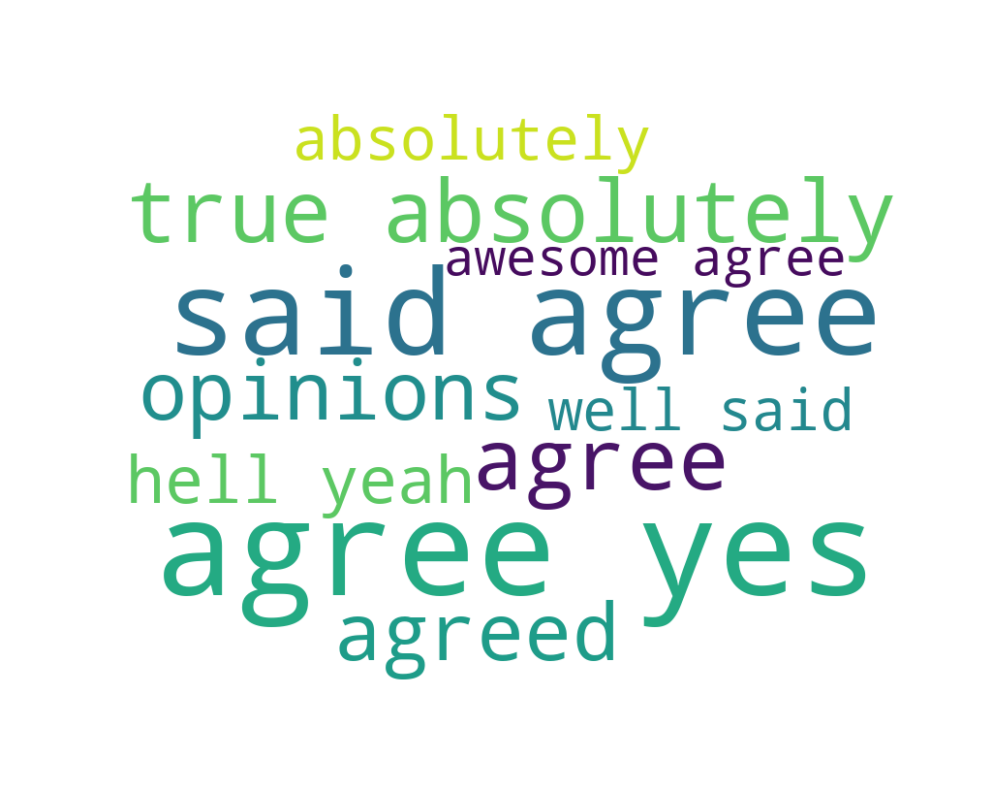 absolutely
true absolutely
awesome agree
said agree
opinions
well said
agree
hell yeah
agree yes
agreed